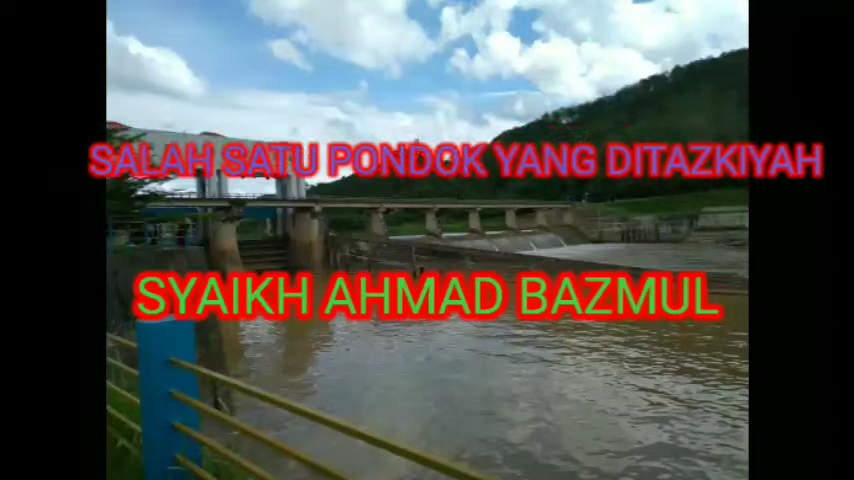 SALAH SATU PONDOK YANG DITAZKIYAH
SYAIKH AHMAD BAZMUL